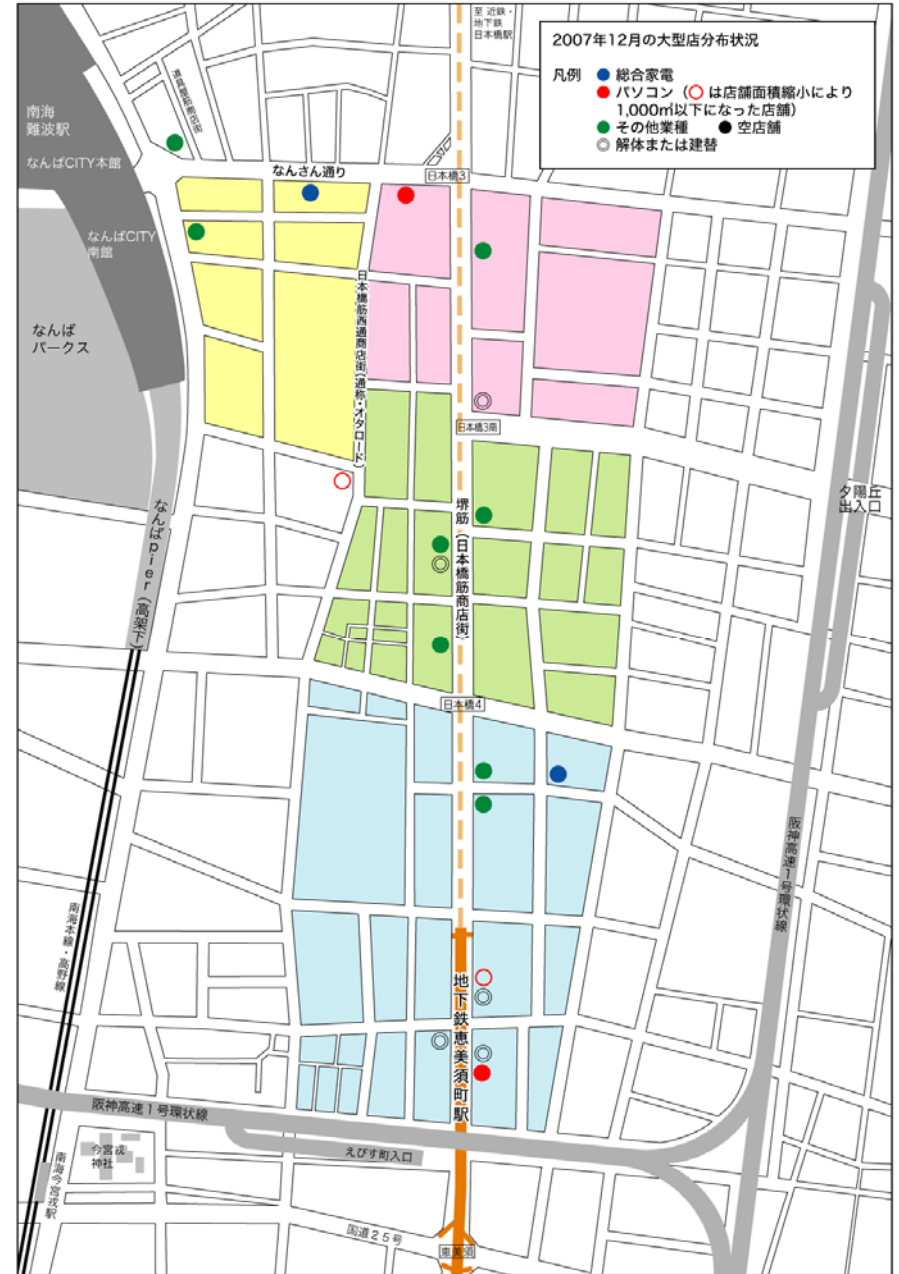 至 近鉄・
地下鉄
日本橋駅
2007年12月の大型店分布状況
凡例
総合家電
パソコン（○は店舗面積縮小により
1,000㎡以下になった店舗）
その他業種
空店舗
解体または建替
道具屋筋商店街
南海
難波駅
なんばCITY本館
なんさん通り
日本橋3
なんばCITY
南館
なんば
パークス
日本橋筋西通商店街（通称・オタロード）
日本橋3南
夕陽丘
出入口
なんばpier（高架下）
堺筋（日本橋筋商店街）
日本橋4
阪神高速1号環状線
南海本線・高野線
地下鉄恵美須町駅
阪神高速1号環状線
えびす町入口
今宮戎
神社
南海今宮戎駅
国道25号
恵美須